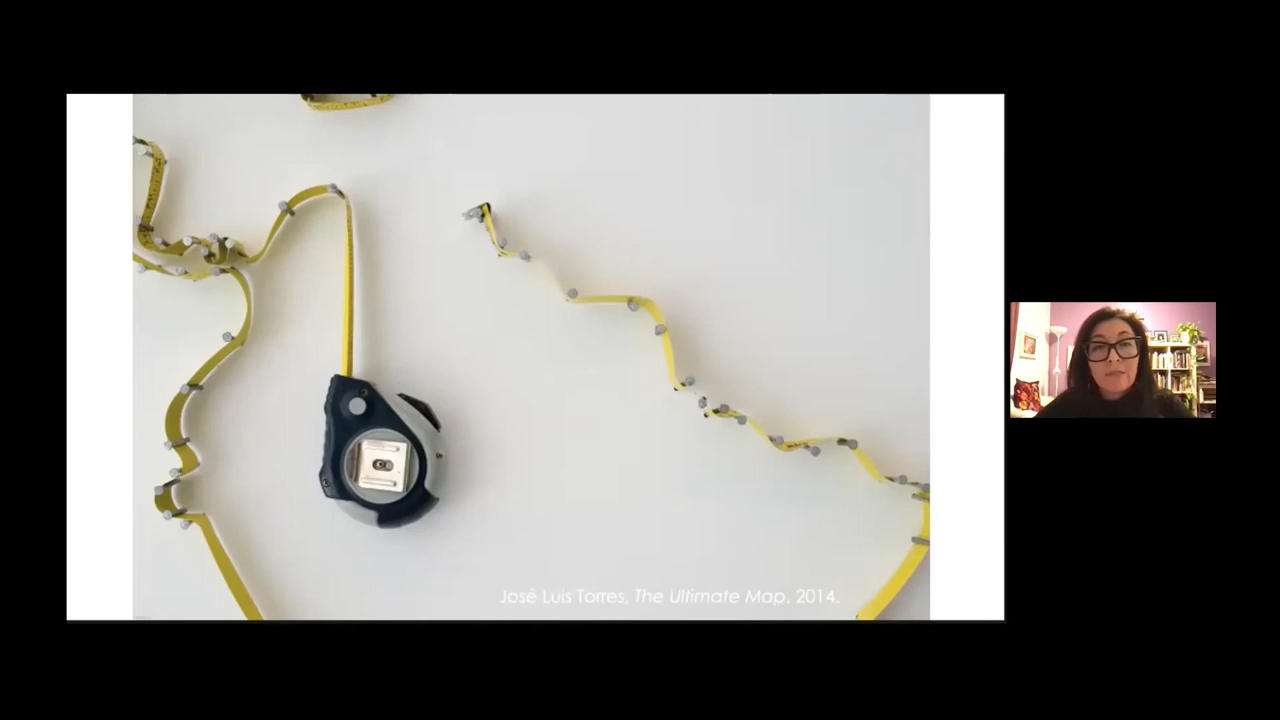 José Luis Torres, The Ultimate Map, 2014.